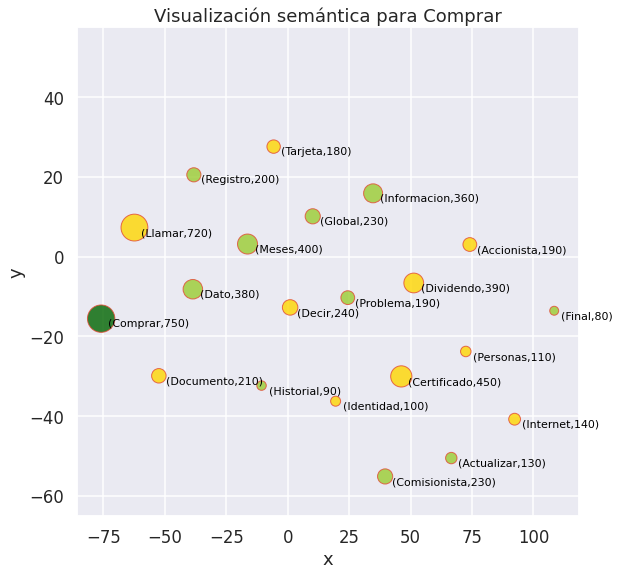 Visualización semántica para Comprar
y
40
20
0
−20
−40
−60
(Tarjeta,180)
(Registro,200)
(Informacion,360)
(Global,230)
(Llamar,720)
(Meses,400)
(Accionista,190)
(Dato,380)
(Dividendo,390)
(Problema,190)
(Decir,240)
(Final,80)
(Comprar,750)
(Personas,110)
(Documento,210)
(Certificado,450)
(Historial,90)
(Identidad,100)
(Internet,140)
(Actualizar,130)
(Comisionista,230)
−75 −50 −25 0 25 50 75 100
x